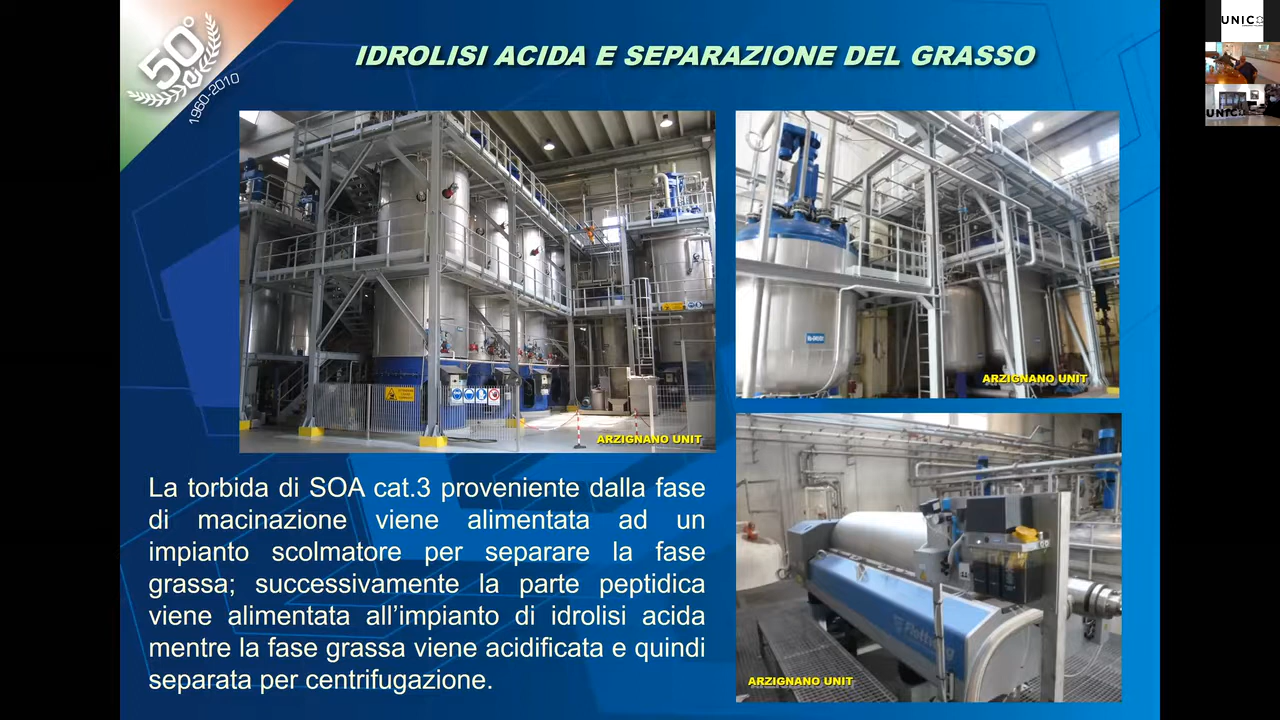 50°
1960-2010
IDROLISI ACIDA E SEPARAZIONE DEL GRASSO
UNICO
ARZIGNANO UNIT
ARZIGNANO UNIT
La torbida di SOA cat.3 proveniente dalla fase
di macinazione viene alimentata ad un
impianto scolmatore per separare la fase
grassa; successivamente la parte peptidica
viene alimentata all’impianto di idrolisi acida
mentre la fase grassa viene acidificata e quindi
separata per centrifugazione.
ARZIGNANO UNIT